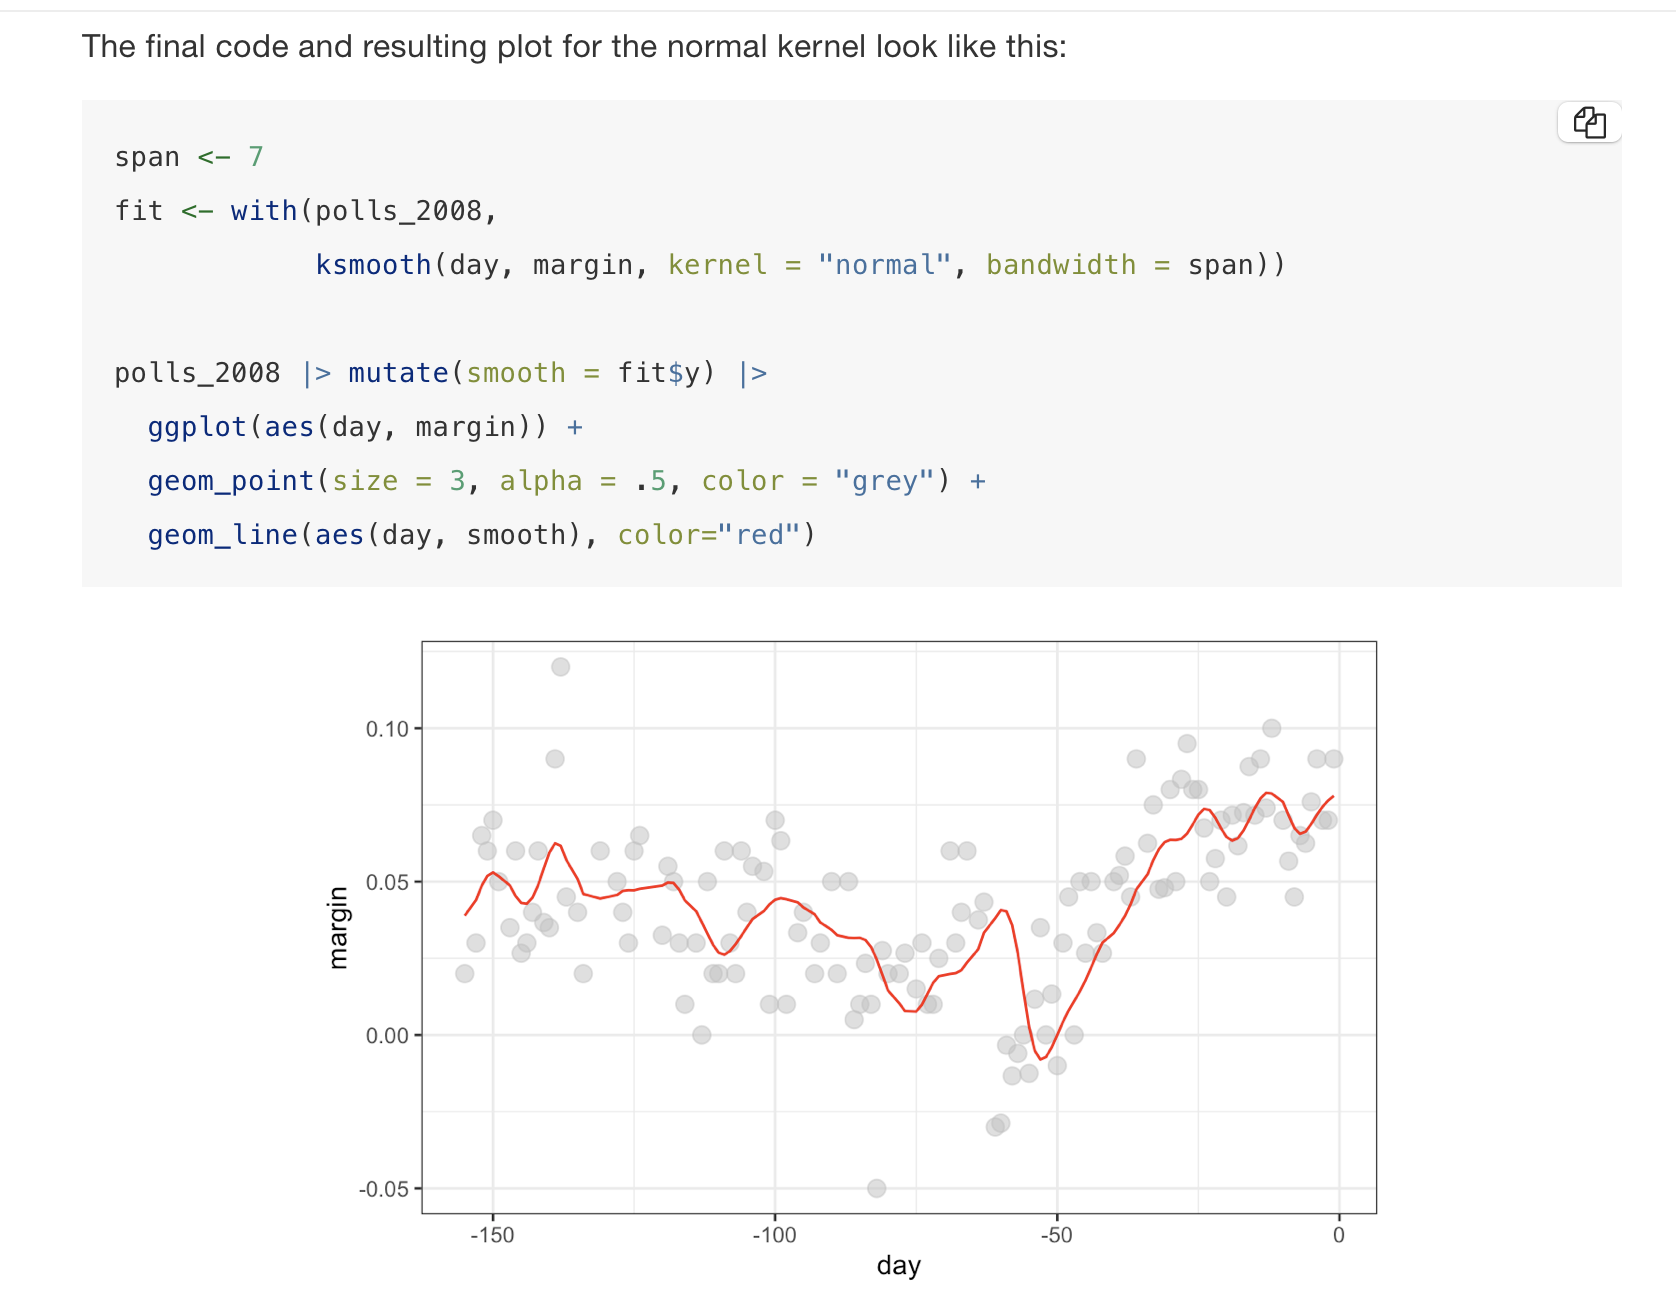 The final code and resulting plot for the normal kernel look like this:
span <- 7
fit <- with(polls_2008,
            ksmooth(day, margin, kernel = "normal", bandwidth = span))
polls_2008 |> mutate(smooth = fit$y) |>
  ggplot(aes(day, margin)) +
  geom_point(size = 3, alpha = .5, color = "grey") +
  geom_line(aes(day, smooth), color="red")
0.10
0.05
0.00
-0.05
margin
-150 -100 -50 0
day